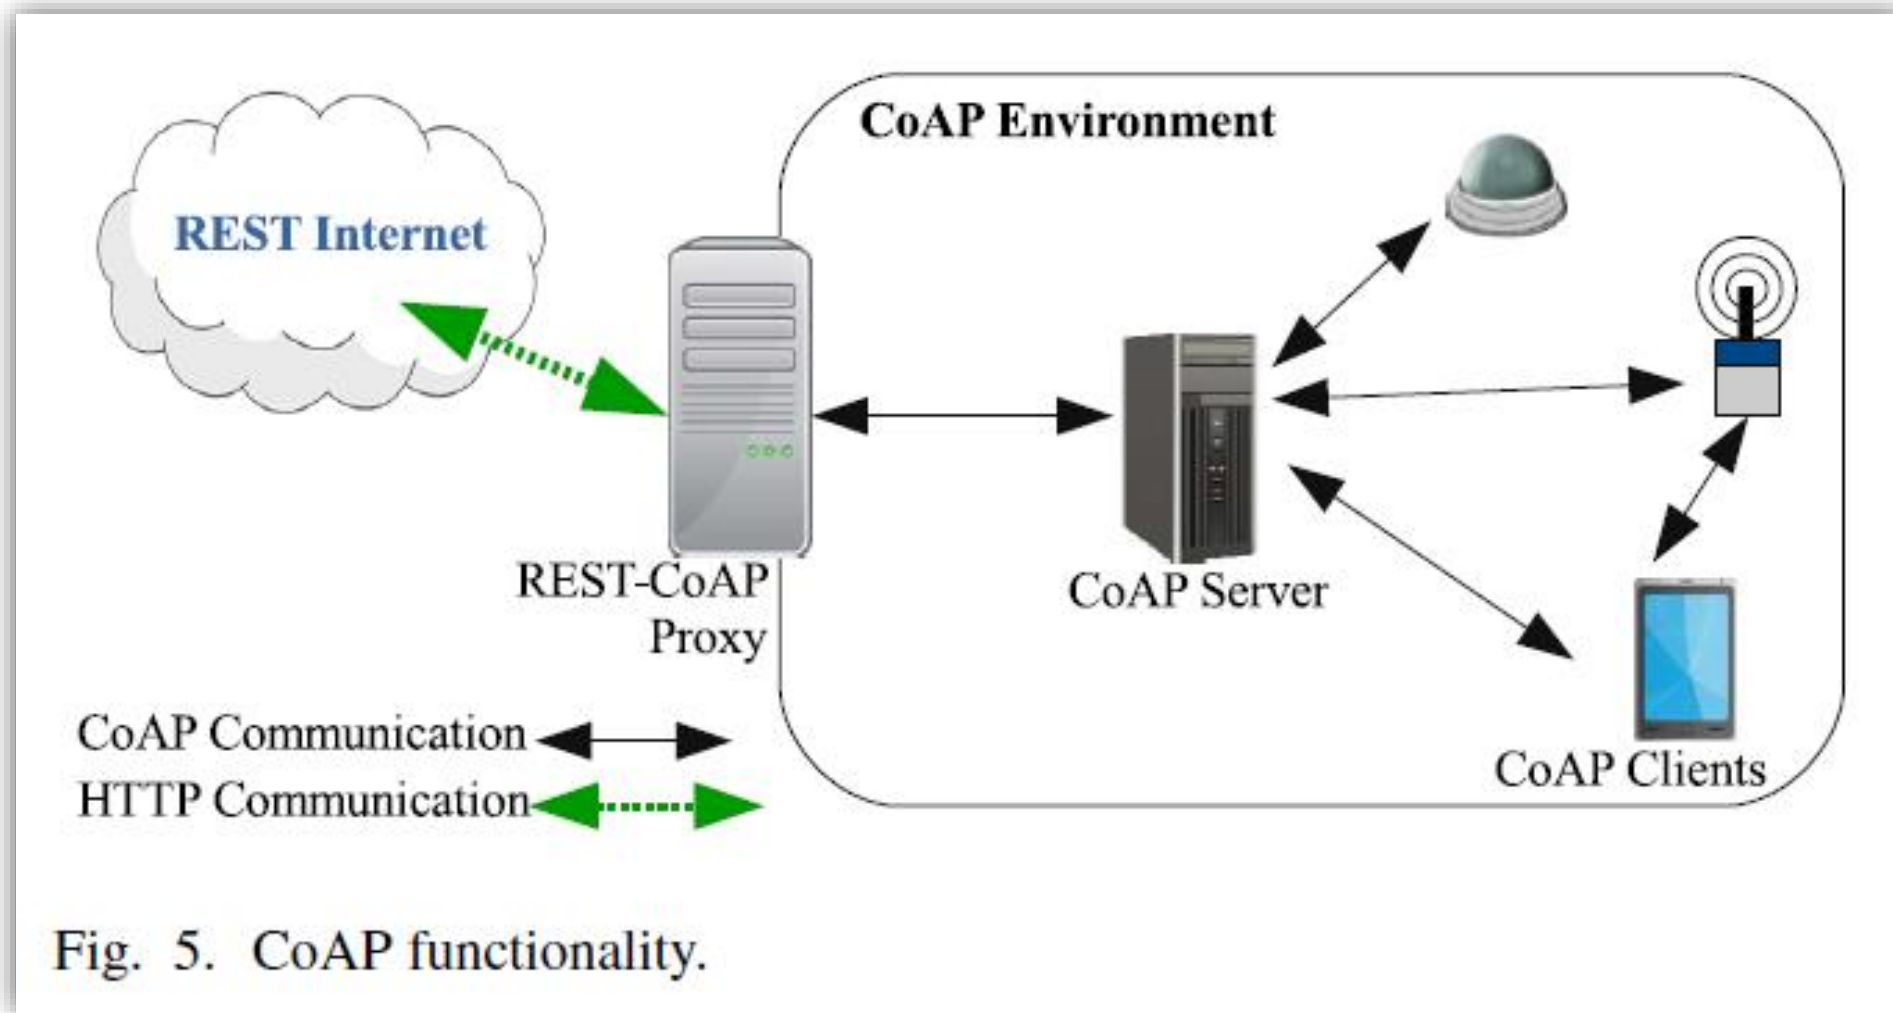 CoAP Environment
REST Internet
REST-CoAP
Proxy
CoAP Server
CoAP Clients
CoAP Communication
HTTP Communication
Fig. 5. CoAP functionality.